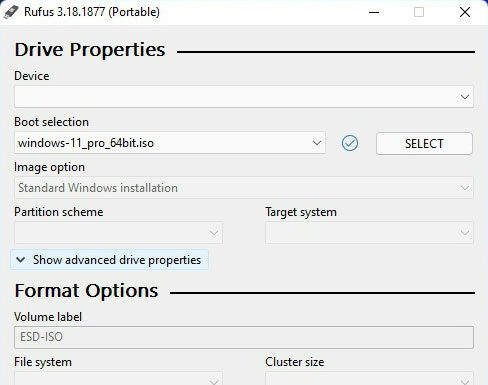 Rufus 3.18.1877 (Portable)
Drive Properties
Device
Boot selection
windows-11_pro_64bit.iso
SELECT
Image option
Standard Windows installation
Partition scheme
Target system
Show advanced drive properties
Format Options
Volume label
ESD-ISO
File system
Cluster size